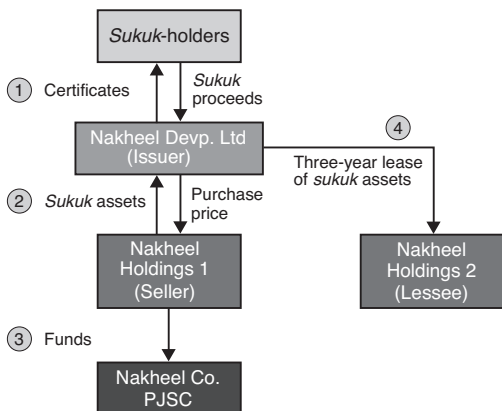 Sukuk-holders
1 Certificates
Sukuk
proceeds
Nakheel Devp. Ltd
(Issuer)
4
Three-year lease
of sukuk assets
2 Sukuk assets
Purchase
price
Nakheel
Holdings 1
(Seller)
Nakheel
Holdings 2
(Lessee)
3 Funds
Nakheel Co.
PJSC